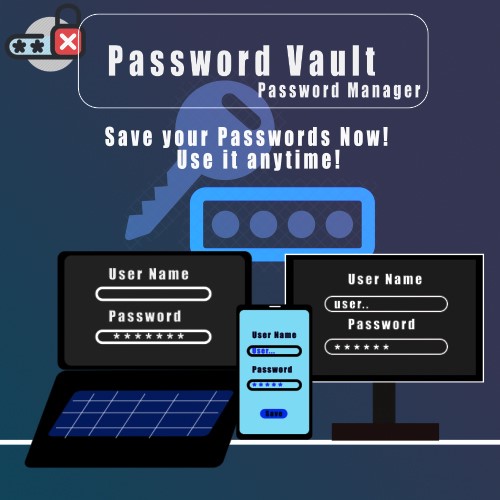 **
Password Vault
Password Manager
Save your Passwords Now!
Use it anytime!
User Name
Password
*******
User Name
User...
Password
*****
Save
User Name
user..
Password
******